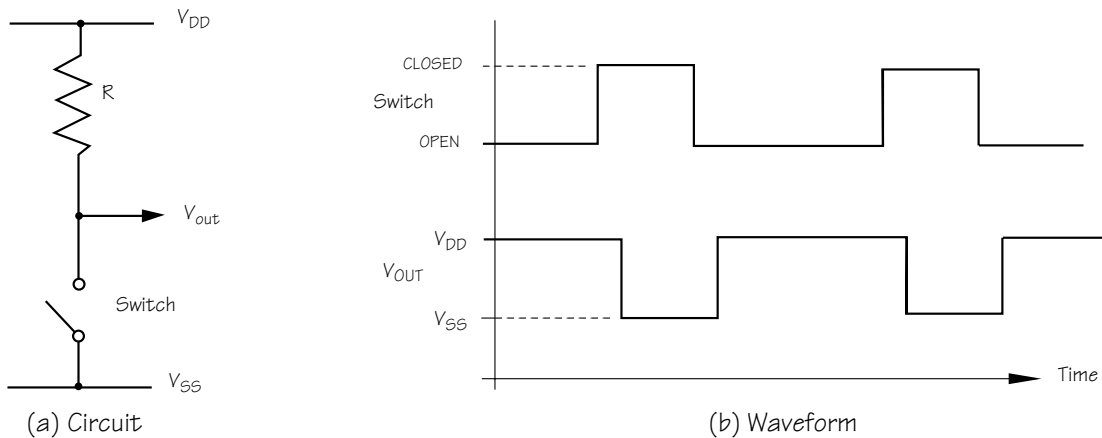 VDD
R
Vout
Switch
VSS
(a) Circuit
CLOSED
Switch
OPEN
VDD
VOUT
VSS
Time
(b) Waveform